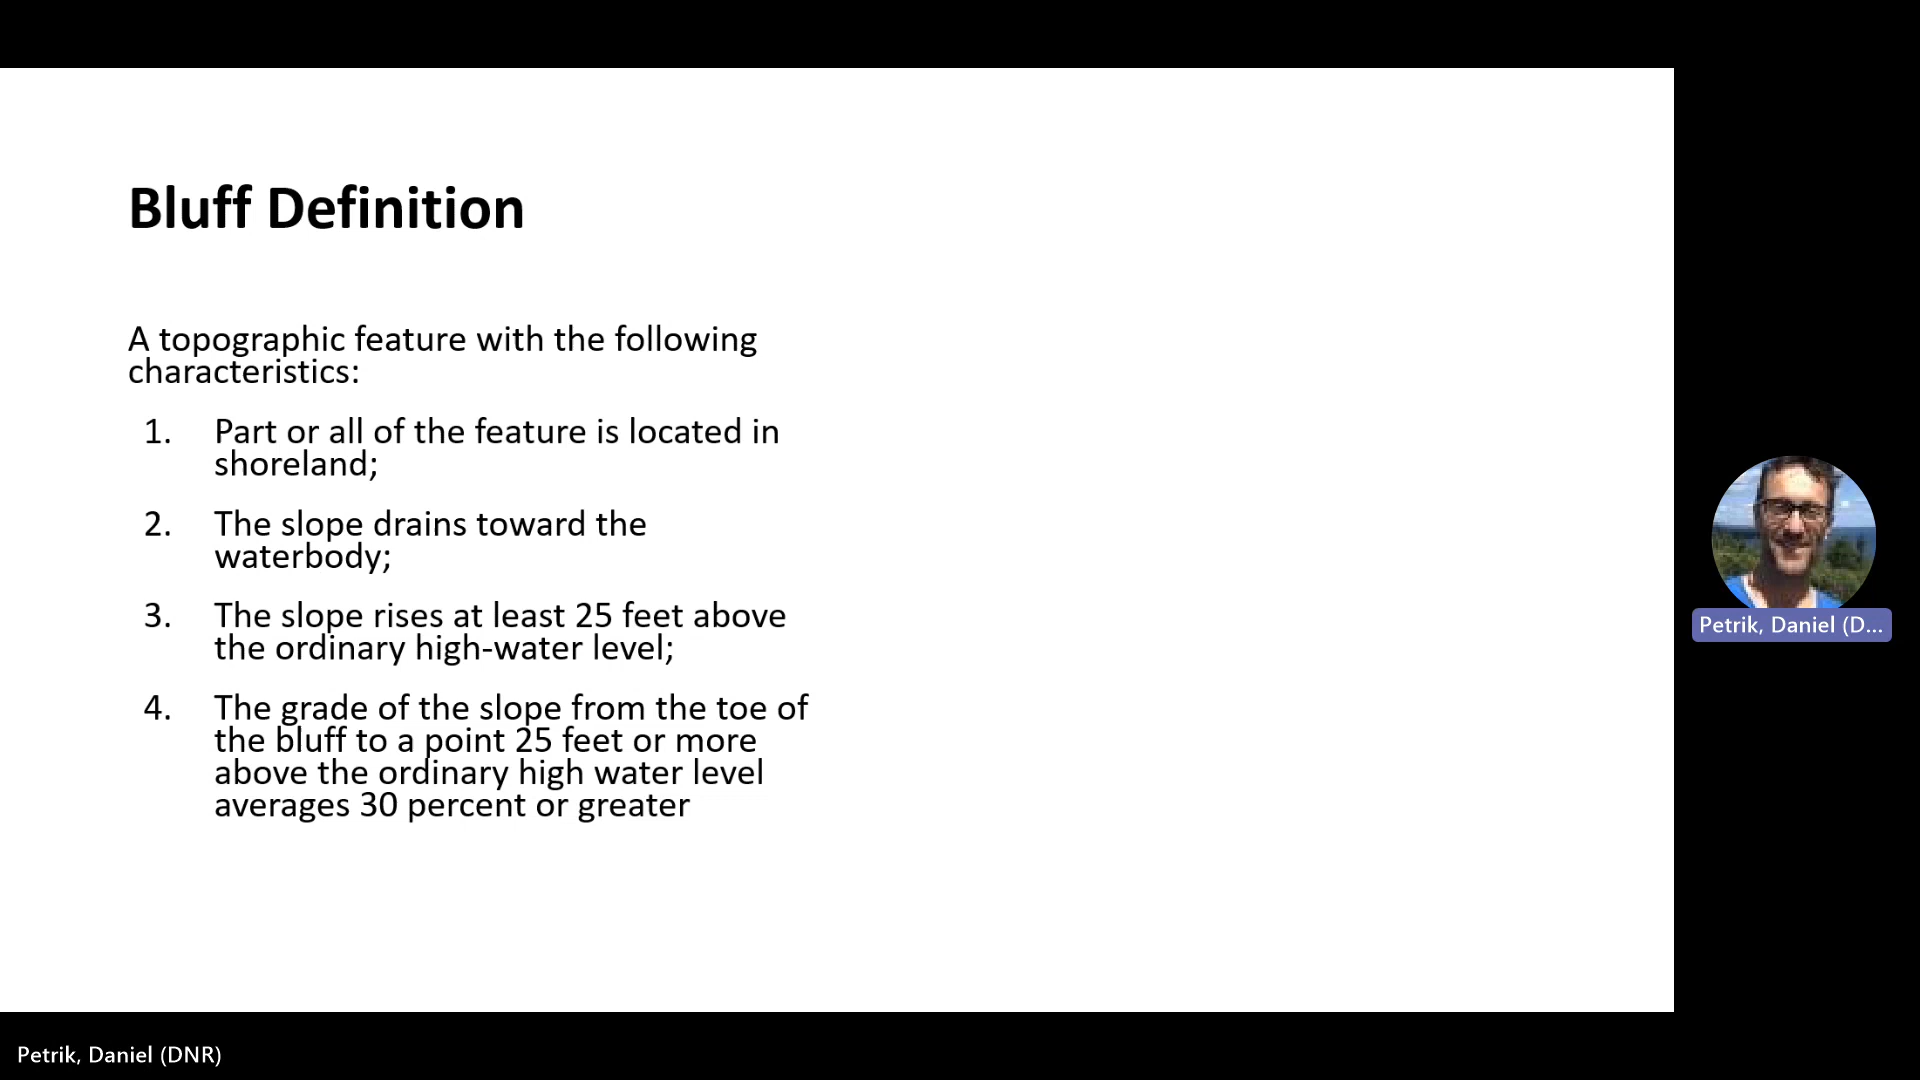 Bluff Definition
A topographic feature with the following
characteristics:
1. Part or all of the feature is located in
shoreland;
2. The slope drains toward the
waterbody;
3. The slope rises at least 25 feet above
the ordinary high-water level;
4. The grade of the slope from the toe of
the bluff to a point 25 feet or more
above the ordinary high water level
averages 30 percent or greater
Petrik, Daniel (D...
Petrik, Daniel (DNR)